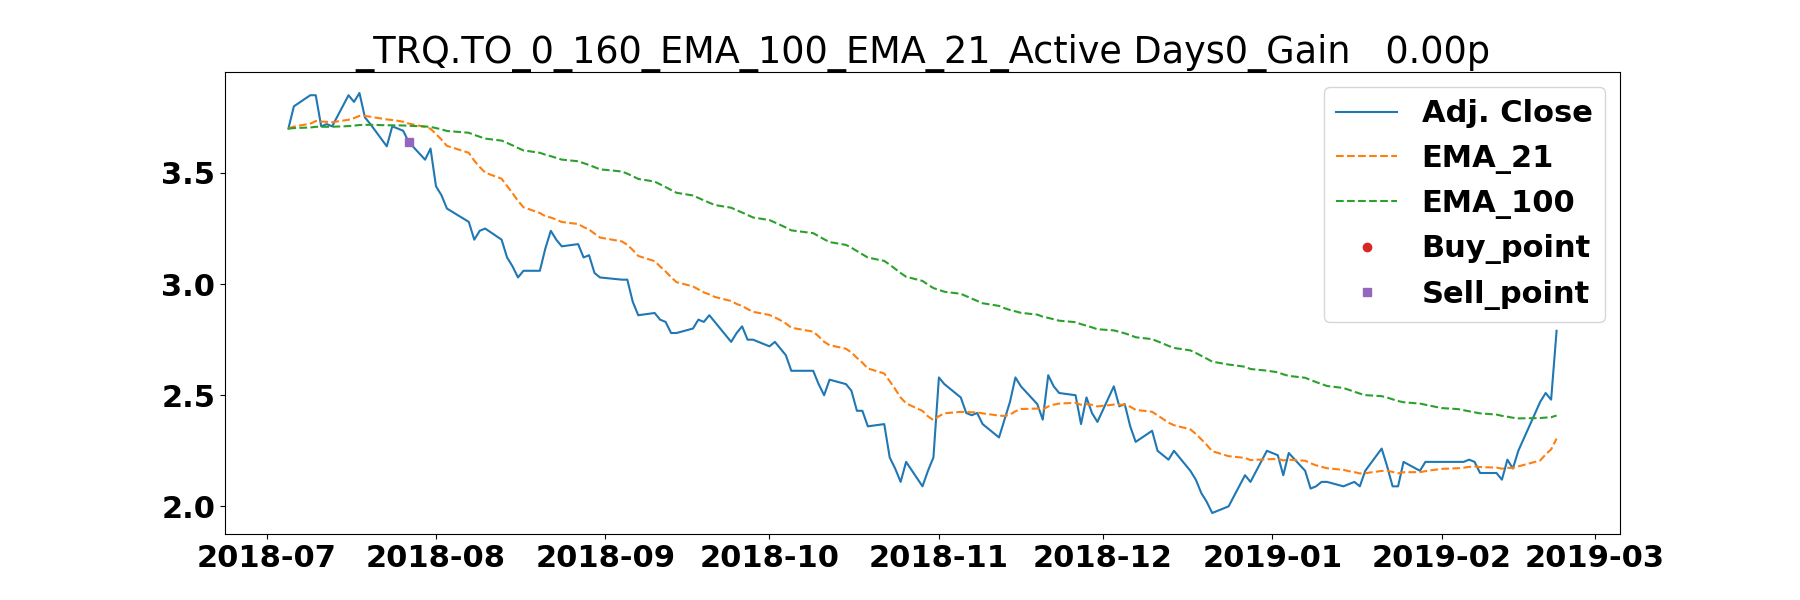 _TRQ.TO_0_160_EMA_100_EMA_21_Active Days0_Gain   0.00p
Adj. Close
EMA_21
EMA_100
Buy_point
Sell_point
3.5
3.0
2.5
2.0
2018-07 2018-08 2018-09 2018-10 2018-11 2018-12 2019-01 2019-02 2019-03